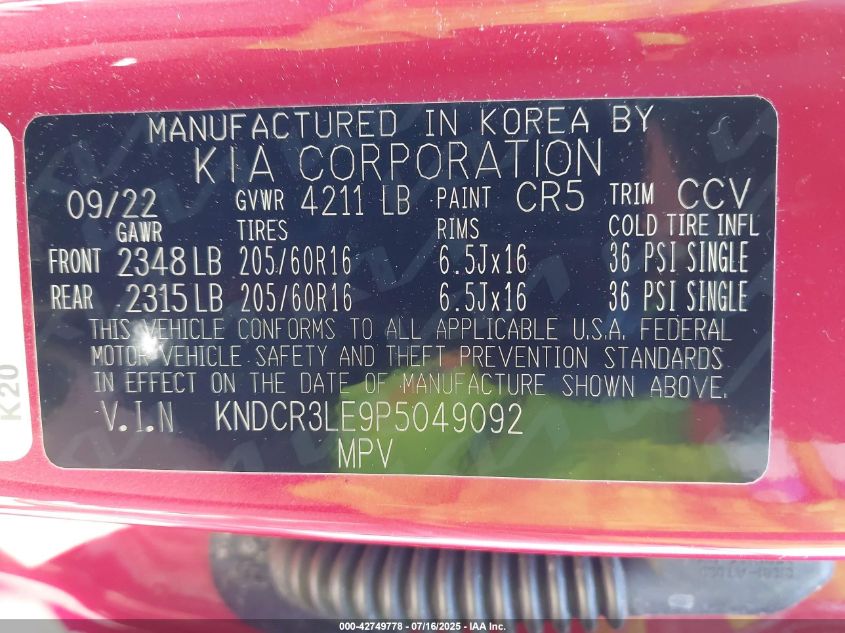 MANUFACTURED IN KOREA BY
KIA CORPORATION
09/22 GVWR 4211 LB PAINT CR5 TRIM CCV
GAWR TIRES RIMS COLD TIRE INFL
FRONT 2348 LB 205/60R16 6.5Jx16 36 PSI SINGLE
REAR 2315 LB 205/60R16 6.5Jx16 36 PSI SINGLE
THIS VEHICLE CONFORMS TO ALL APPLICABLE U.S.A. FEDERAL
MOTOR VEHICLE SAFETY AND THEFT PREVENTION STANDARDS
IN EFFECT ON THE DATE OF MANUFACTURE SHOWN ABOVE.
V.I.N KNDCR3LE9P5049092
MPV
K20
000-42749778 - 07/16/2025 - IAA Inc.